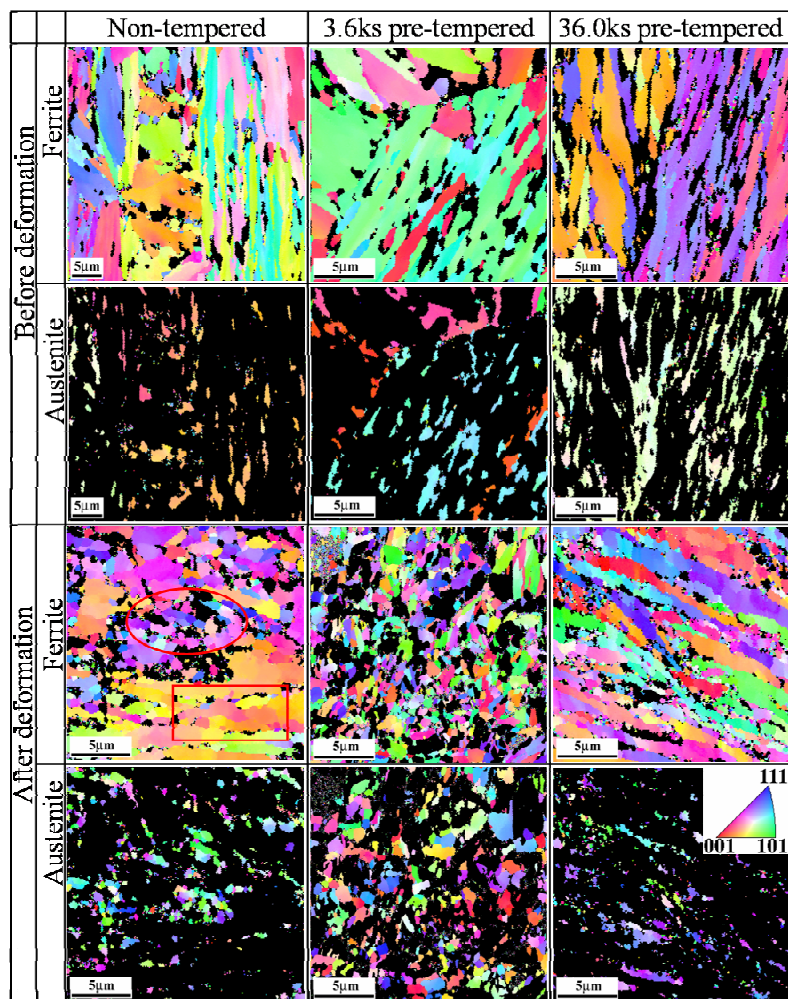 Non-tempered 3.6ks pre-tempered 36.0ks pre-tempered
Before deformation
Ferrite
5μm 5μm 5μm
Austenite
5μm 5μm 5μm
After deformation
Ferrite
5μm 5μm 5μm
Austenite
111
001 101
5μm 5μm 5μm